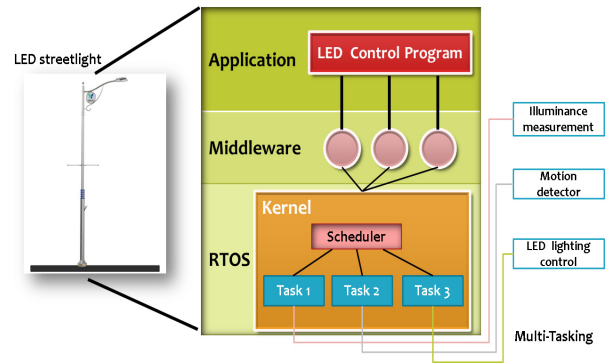 LED streetlight
Application
LED Control Program
Middleware
RTOS
Kernel
Scheduler
Task 1
Task 2
Task 3
Illuminance
measurement
Motion
detector
LED lighting
control
Multi-Tasking